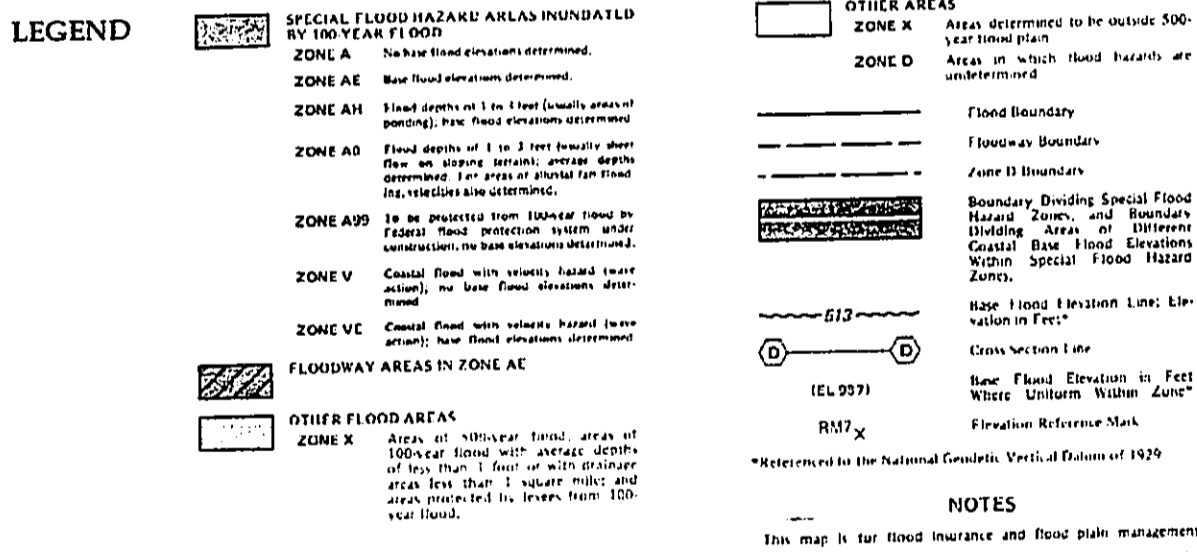 LEGEND
SPECIAL FLOOD HAZARD AREAS INUNDATED
BY 100-YEAR FLOOD
ZONE A No base flood elevations determined.
ZONE AE Base flood elevations determined.
ZONE AH Flood depths of 1 to 3 feet (usually areas of
ponding); base flood elevations determined
ZONE AO Flood depths of 1 to 3 feet (usually sheet
flow on sloping terrain); average depths
determined. For areas of alluvial fan flood
ing, velocities also determined.
ZONE A99 To be protected from 100-year flood by
Federal flood protection system under
construction, no base elevations determined.
ZONE V Coastal flood with velocity hazard (wave
action); no base flood elevations deter-
mined
ZONE VE Coastal flood with velocity hazard (wave
action); base flood elevations determined
FLOODWAY AREAS IN ZONE AE
OTHER FLOOD AREAS
ZONE X Areas of 500-year flood; areas of
100-year flood with average depths
of less than 1 foot or with drainage
areas less than 1 square mile; and
areas protected by levees from 100-
year flood.
OTHER AREAS
ZONE X Areas determined to be outside 500-
year flood plain
ZONE D Areas in which flood hazards are
undetermined
Flood Boundary
Floodway Boundary
Zone D Boundary
Boundary Dividing Special Flood
Hazard Zones, and Boundary
Dividing Areas of Different
Coastal Base Flood Elevations
Within Special Flood Hazard
Zones.
513 Base Flood Elevation Line; Ele-
vation in Feet*
D D Cross Section Line
(EL 987) Base Flood Elevation in Feet
Where Uniform Within Zone*
RM7 X Elevation Reference Mark
*Referenced to the National Geodetic Vertical Datum of 1929
NOTES
This map is for flood insurance and flood plain management